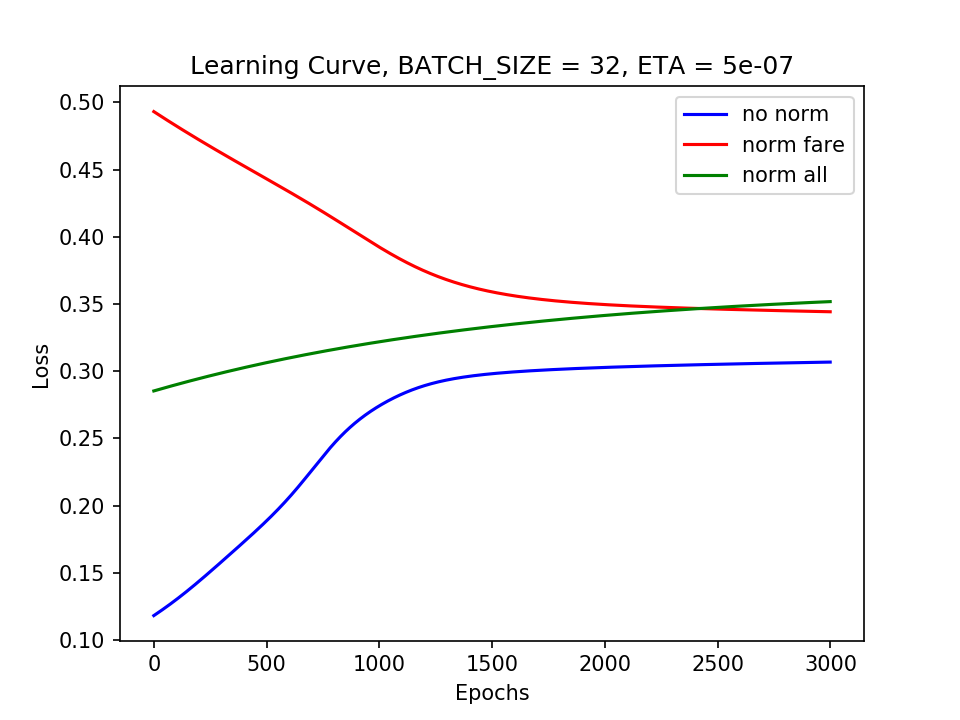 Learning Curve, BATCH_SIZE = 32, ETA = 5e-07
no norm
norm fare
norm all
0.50
0.45
0.40
0.35
0.30
0.25
0.20
0.15
0.10
Loss
0
500
1000
1500
2000
2500
3000
Epochs